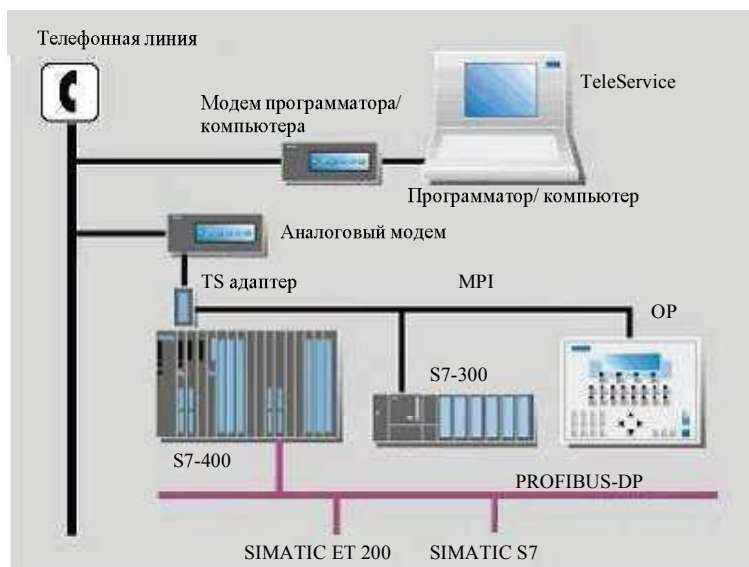 Телефонная линия
TeleService
Модем программатора/
компьютера
Программатор/ компьютер
Аналоговый модем
TS адаптер
MPI
OP
S7-300
S7-400
PROFIBUS-DP
SIMATIC ET 200
SIMATIC S7